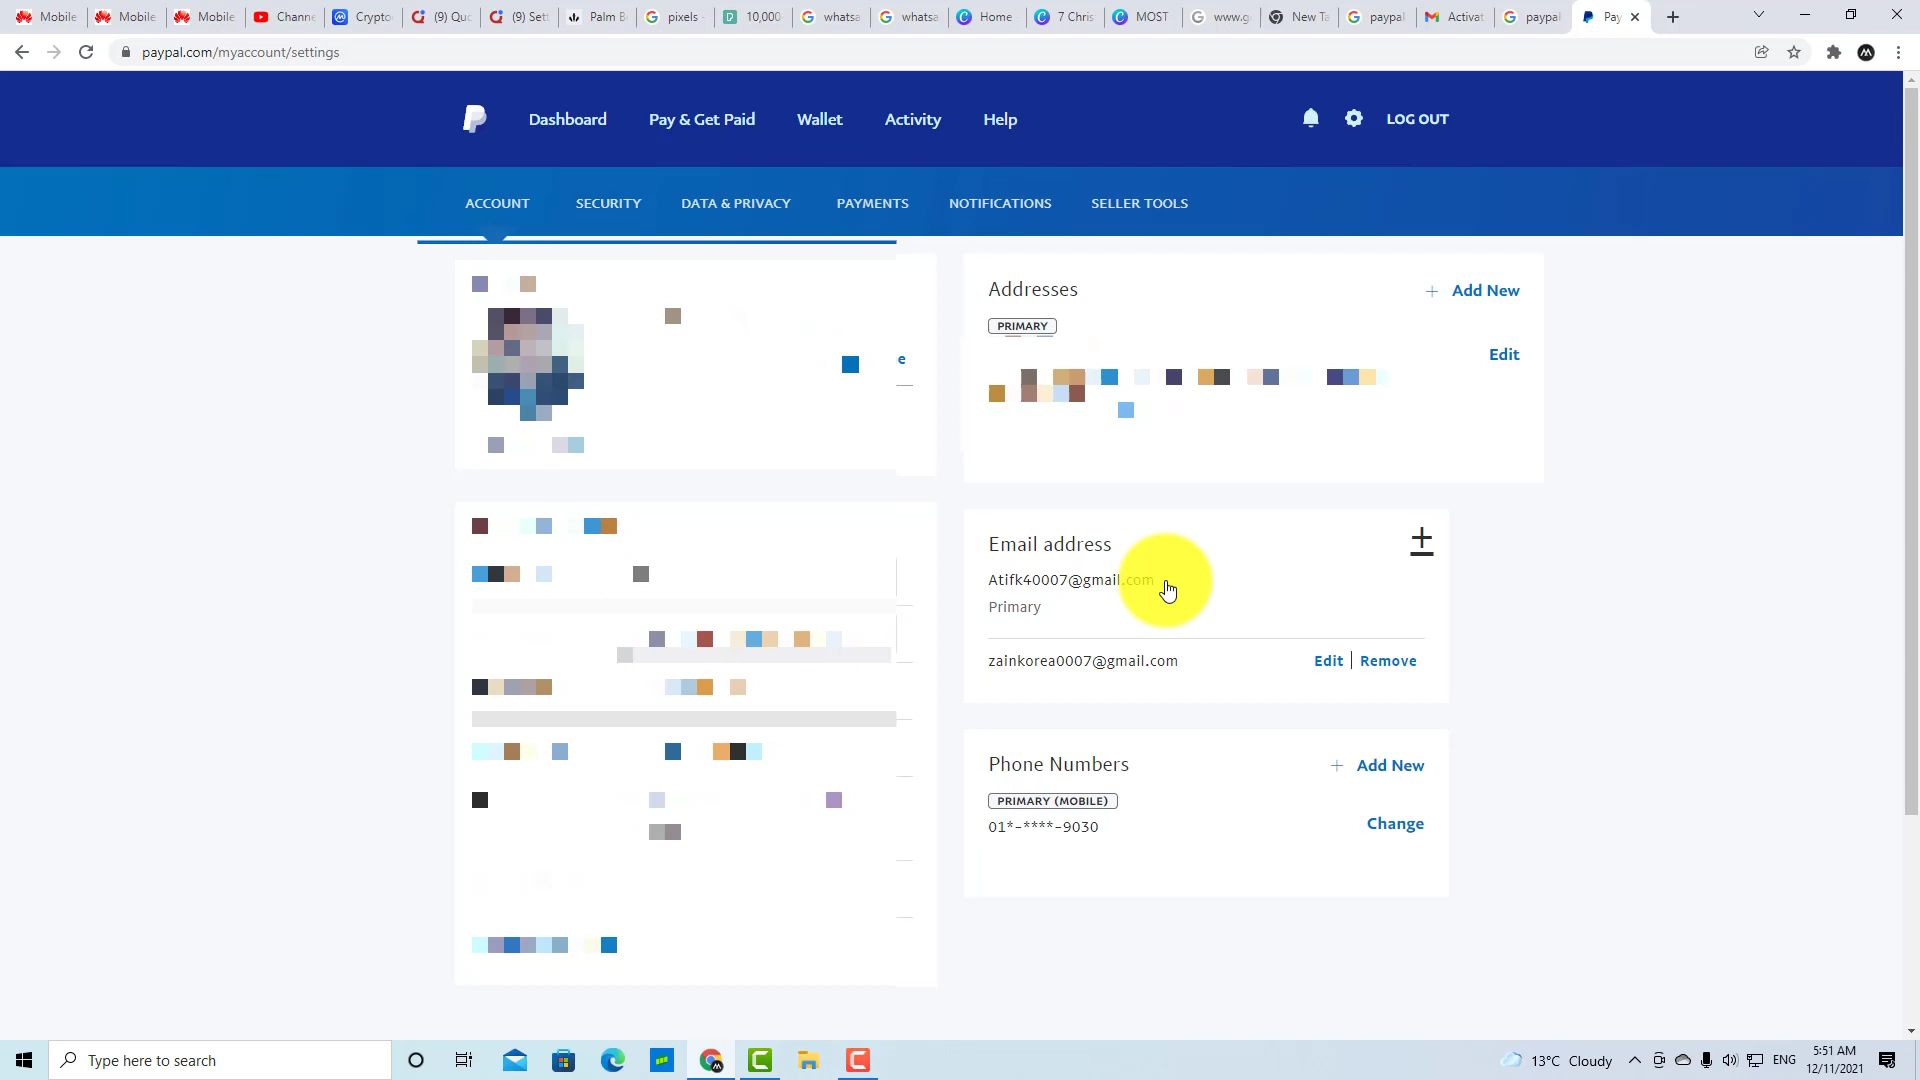 Mobile
Mobile
Mobile
Channe
Crypto
(9) Quo
(9) Sett
Palm B
pixels -
10,000
whatsa
whatsa
Home
7 Chris
MOST
www.g
New Ta
paypal
Activat
paypal
Pay
paypal.com/myaccount/settings
Dashboard
Pay & Get Paid
Wallet
Activity
Help
LOG OUT
ACCOUNT
SECURITY
DATA & PRIVACY
PAYMENTS
NOTIFICATIONS
SELLER TOOLS
e
Addresses
+ Add New
PRIMARY
Edit
Email address
+
Atifk40007@gmail.com
Primary
zainkorea0007@gmail.com
Edit | Remove
Phone Numbers
+ Add New
PRIMARY (MOBILE)
01*-****-9030
Change
Type here to search
13°C Cloudy
ENG
5:51 AM
12/11/2021